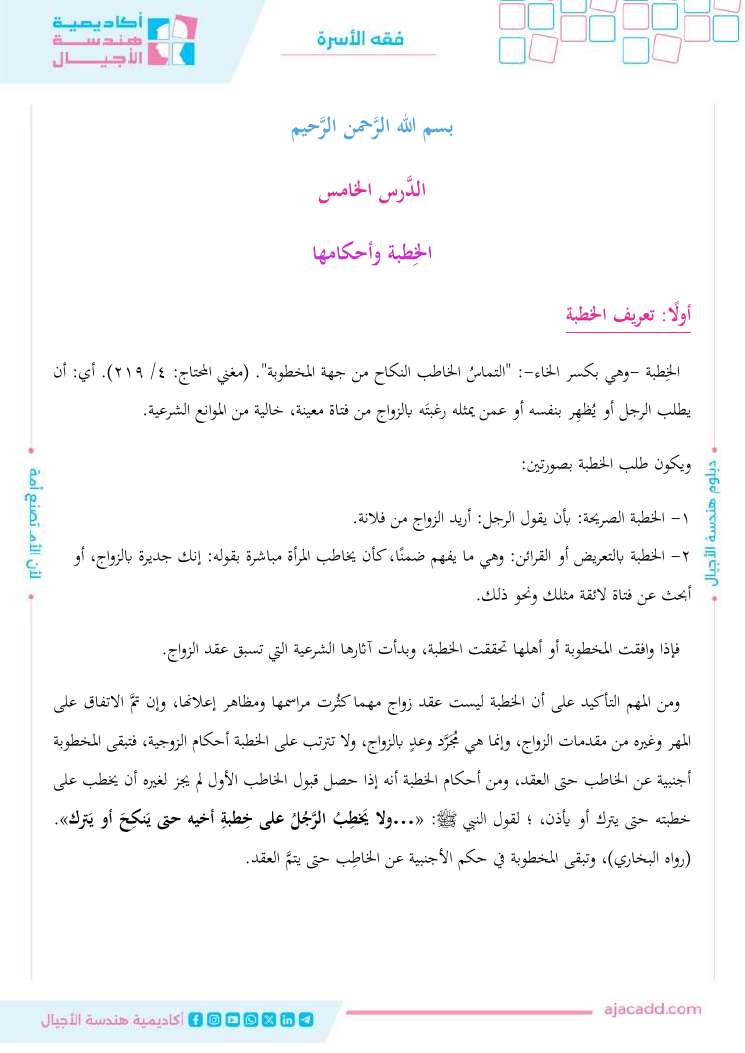 أكاديمية
هندسة
الأجيال
فقه الأسرة
بسم الله الرَّحمن الرَّحيم
الدَّرس الخامس
الخِطبة وأحكامها
أولًا: تعريف الخطبة
الخِطبة -وهي بكسر الخاء-: "التماسُ الخاطب النكاح من جهة المخطوبة". (مغني المحتاج: ٤/ ٢١٩). أي: أن
يطلب الرجل أو يُظهِر بنفسه أو عمن يمثله رغبتَه بالزواج من فتاة معينة، خالية من الموانع الشرعية.
ويكون طلب الخطبة بصورتين:
١- الخطبة الصريحة: بأن يقول الرجل: أريد الزواج من فلانة.
٢- الخطبة بالتعريض أو القرائن: وهي ما يفهم ضمنًا، كأن يخاطب المرأة مباشرة بقوله: إنك جديرة بالزواج، أو
أبحث عن فتاة لائقة مثلك ونحو ذلك.
فإذا وافقت المخطوبة أو أهلها تحققت الخطبة، وبدأت آثارها الشرعية التي تسبق عقد الزواج.
ومن المهم التأكيد على أن الخطبة ليست عقد زواج مهما كثُرت مراسمها ومظاهر إعلانها، وإن تمَّ الاتفاق على
المهر وغيره من مقدمات الزواج، وإنما هي مُجَرَّد وعدٍ بالزواج، ولا تترتب على الخطبة أحكام الزوجية، فتبقى المخطوبة
أجنبية عن الخاطب حتى العقد، ومن أحكام الخطبة أنه إذا حصل قبول الخاطب الأول لم يجز لغيره أن يخطب على
خطبته حتى يترك أو يأذن، ؛ لقول النبي ﷺ: «...ولا يَخطِبُ الرَّجُلُ على خِطبةِ أخيه حتى يَنكِحَ أو يَترك».
(رواه البخاري)، وتبقى المخطوبة في حكم الأجنبية عن الخاطِب حتى يتمَّ العقد.
دبلوم هندسة الأجيال
لأن الأم تصنع أمة
أكاديمية هندسة الأجيال
ajacadd.com